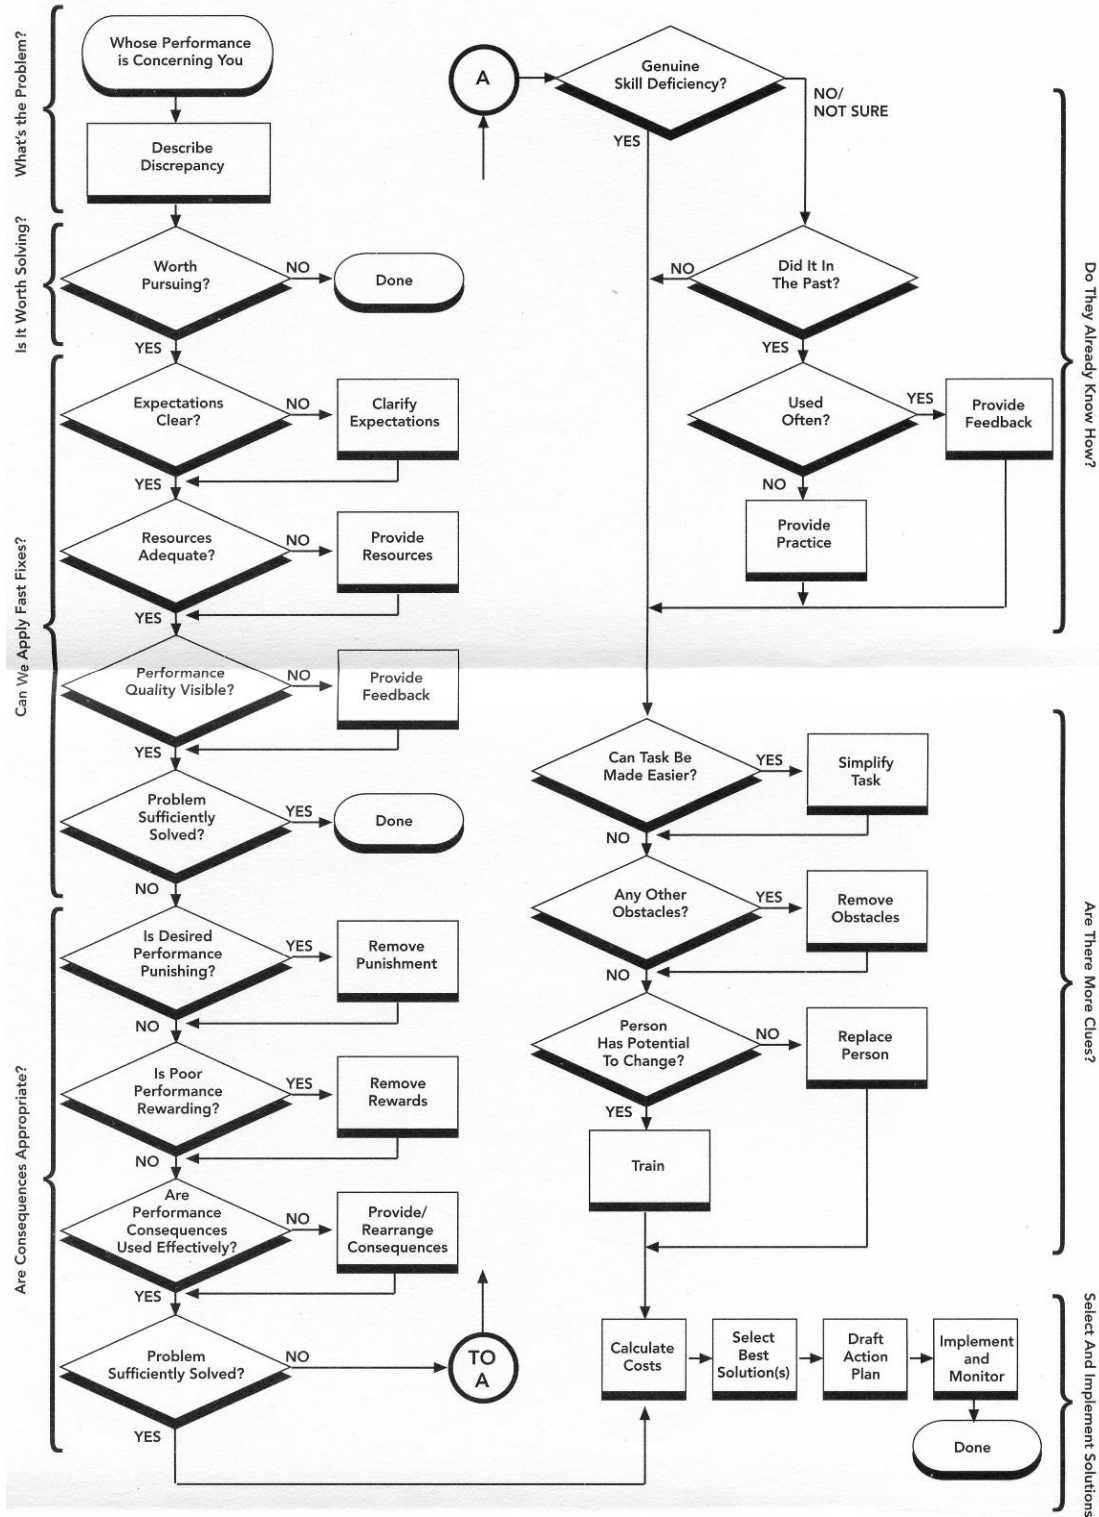 What's the Problem?
Whose Performance
is Concerning You
Describe
Discrepancy
Is It Worth Solving?
Worth
Pursuing?
NO
Done
YES
Can We Apply Fast Fixes?
Expectations
Clear?
NO
Clarify
Expectations
YES
Resources
Adequate?
NO
Provide
Resources
YES
Performance
Quality Visible?
NO
Provide
Feedback
YES
Problem
Sufficiently
Solved?
YES
Done
NO
Are Consequences Appropriate?
Is Desired
Performance
Punishing?
YES
Remove
Punishment
NO
Is Poor
Performance
Rewarding?
YES
Remove
Rewards
NO
Are
Performance
Consequences
Used Effectively?
NO
Provide/
Rearrange
Consequences
YES
Problem
Sufficiently Solved?
NO
TO
A
YES
A
Genuine
Skill Deficiency?
NO/
NOT SURE
YES
Do They Already Know How?
Did It In
The Past?
NO
YES
Used
Often?
YES
Provide
Feedback
NO
Provide
Practice
Are There More Clues?
Can Task Be
Made Easier?
YES
Simplify
Task
NO
Any Other
Obstacles?
YES
Remove
Obstacles
NO
Person
Has Potential
To Change?
NO
Replace
Person
YES
Train
Select And Implement Solutions
Calculate
Costs
Select
Best
Solution(s)
Draft
Action
Plan
Implement
and
Monitor
Done